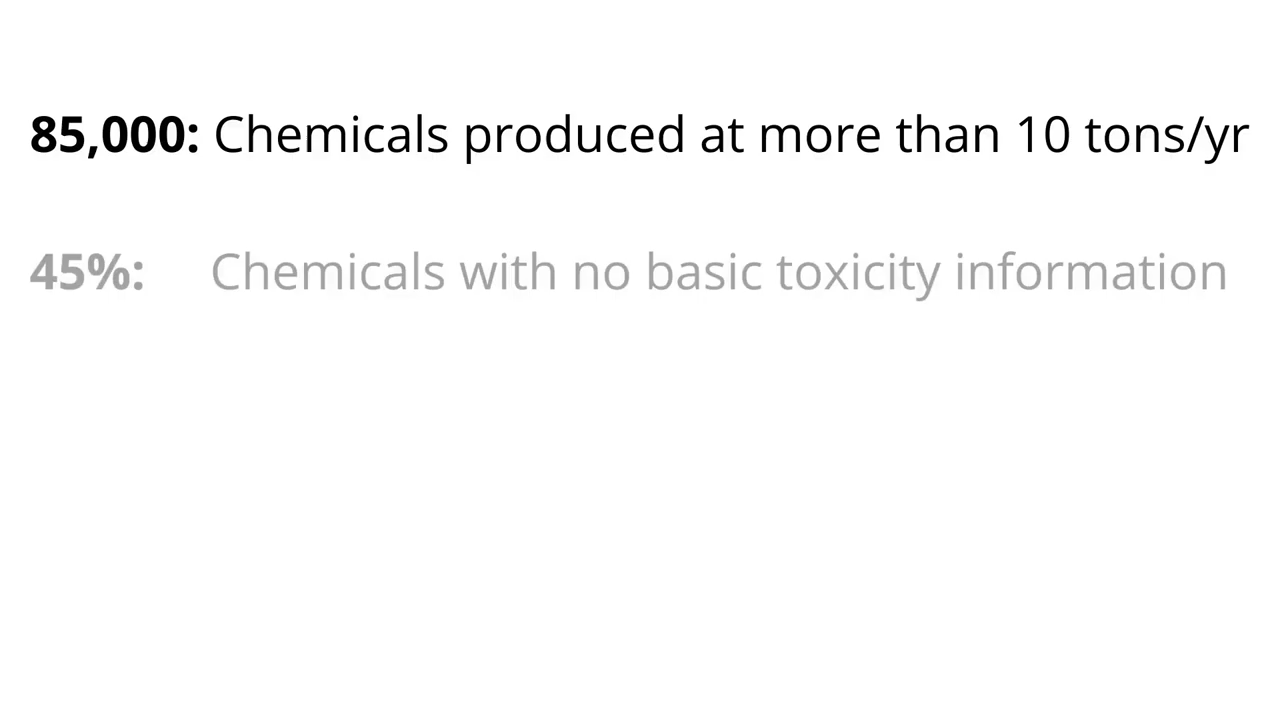 85,000: Chemicals produced at more than 10 tons/yr
45%: Chemicals with no basic toxicity information